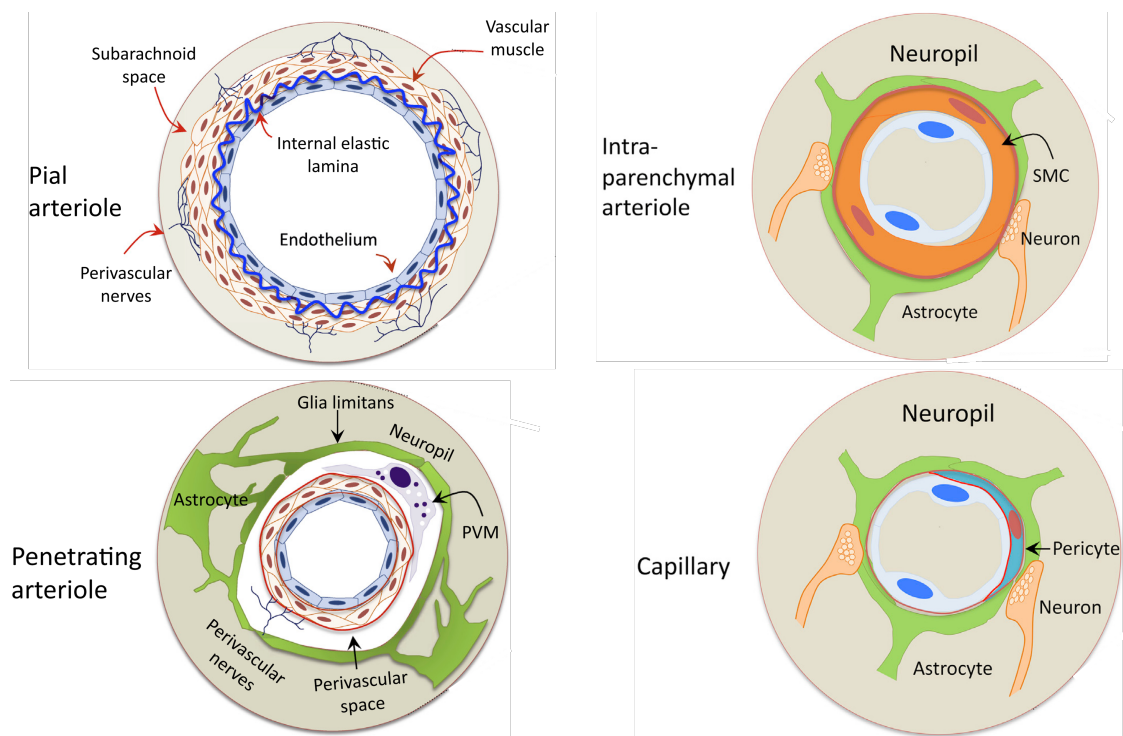 Pial
arteriole
Subarachnoid
space
Vascular
muscle
Internal elastic
lamina
Endothelium
Perivascular
nerves
Intra-
parenchymal
arteriole
Neuropil
SMC
Neuron
Astrocyte
Penetrating
arteriole
Glia limitans
Neuropil
Astrocyte
PVM
Perivascular
nerves
Perivascular
space
Capillary
Neuropil
Pericyte
Neuron
Astrocyte